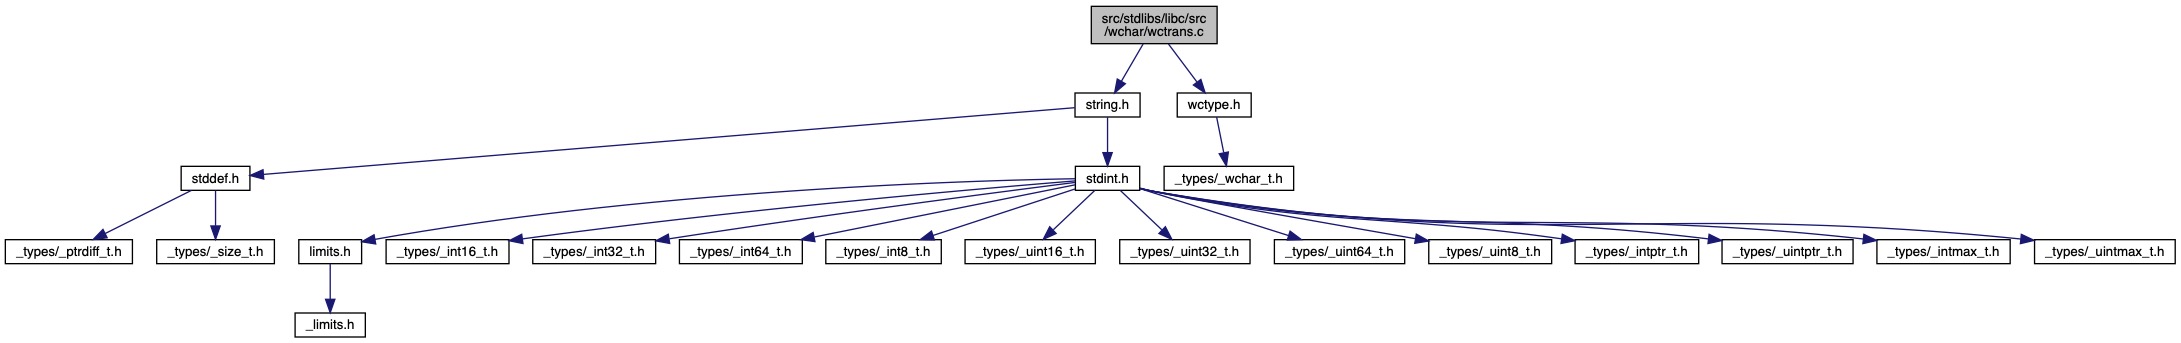 src/stdlibs/libc/src
/wchar/wctrans.c
string.h
wctype.h
stddef.h
stdint.h
_types/_wchar_t.h
_types/_ptrdiff_t.h
_types/_size_t.h
limits.h
_types/_int16_t.h
_types/_int32_t.h
_types/_int64_t.h
_types/_int8_t.h
_types/_uint16_t.h
_types/_uint32_t.h
_types/_uint64_t.h
_types/_uint8_t.h
_types/_intptr_t.h
_types/_uintptr_t.h
_types/_intmax_t.h
_types/_uintmax_t.h
_limits.h